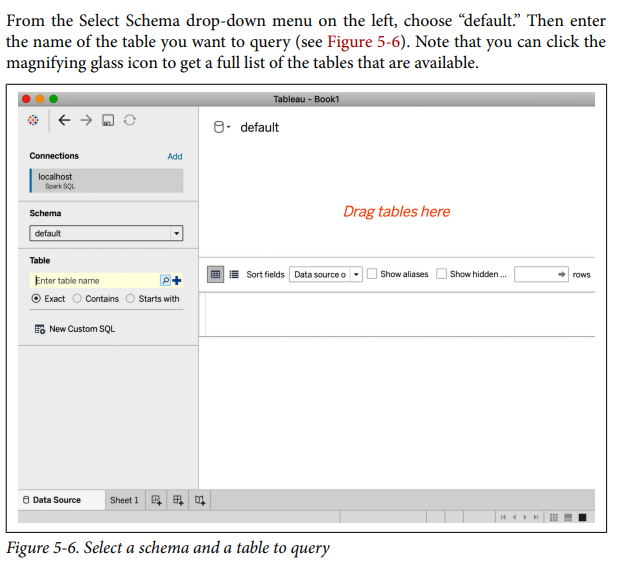 From the Select Schema drop-down menu on the left, choose “default.” Then enter
the name of the table you want to query (see Figure 5-6). Note that you can click the
magnifying glass icon to get a full list of the tables that are available.
Tableau - Book1
default
Connections
Add
localhost
Spark SQL
Drag tables here
Schema
default
Table
Enter table name
Exact Contains Starts with
Sort fields Data source o Show aliases Show hidden ... rows
New Custom SQL
Data Source Sheet 1
Figure 5-6. Select a schema and a table to query